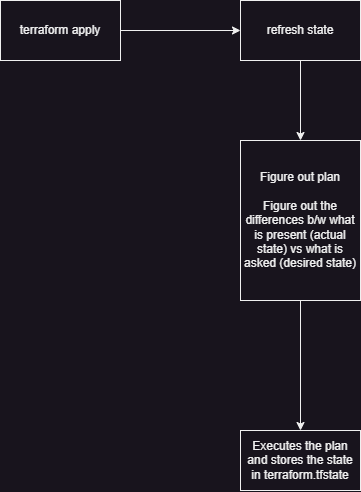 terraform apply
refresh state
Figure out plan
Figure out the
differences b/w what
is present (actual
state) vs what is
asked (desired state)
Executes the plan
and stores the state
in terraform.tfstate